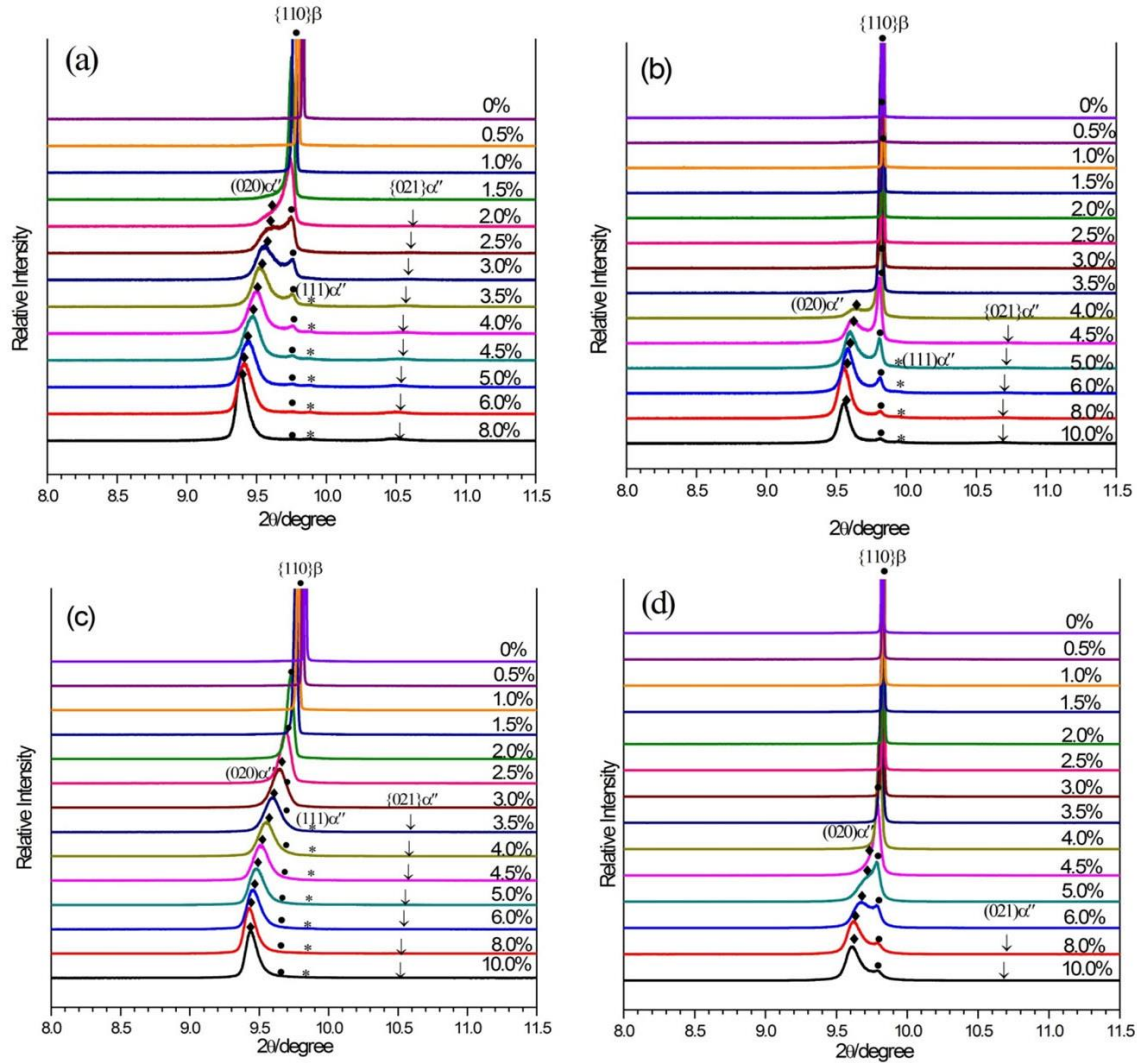 {110}β
(a)
0%
0.5%
1.0%
1.5%
(020)α″ {021}α″
2.0%
2.5%
3.0%
(111)α″ 3.5%
* 4.0%
* 4.5%
* 5.0%
* 6.0%
* 8.0%
Relative Intensity
8.0 8.5 9.0 9.5 10.0 10.5 11.0 11.5
2θ/degree
{110}β
(b)
0%
0.5%
1.0%
1.5%
2.0%
2.5%
3.0%
3.5%
(020)α″ {021}α″
4.0%
4.5%
*(111)α″ 5.0%
* 6.0%
* 8.0%
* 10.0%
Relative Intensity
8.0 8.5 9.0 9.5 10.0 10.5 11.0 11.5
2θ/degree
{110}β
(c)
0%
0.5%
1.0%
1.5%
2.0%
(020)α″ 2.5%
3.0%
{021}α″
(111)α″ 3.5%
* 4.0%
* 4.5%
* 5.0%
* 6.0%
* 8.0%
* 10.0%
Relative Intensity
8.0 8.5 9.0 9.5 10.0 10.5 11.0 11.5
2θ/degree
{110}β
(d)
0%
0.5%
1.0%
1.5%
2.0%
2.5%
3.0%
3.5%
(020)α″ 4.0%
4.5%
5.0%
(021)α″ 6.0%
8.0%
10.0%
Relative Intensity
8.0 8.5 9.0 9.5 10.0 10.5 11.0 11.5
2θ/degree